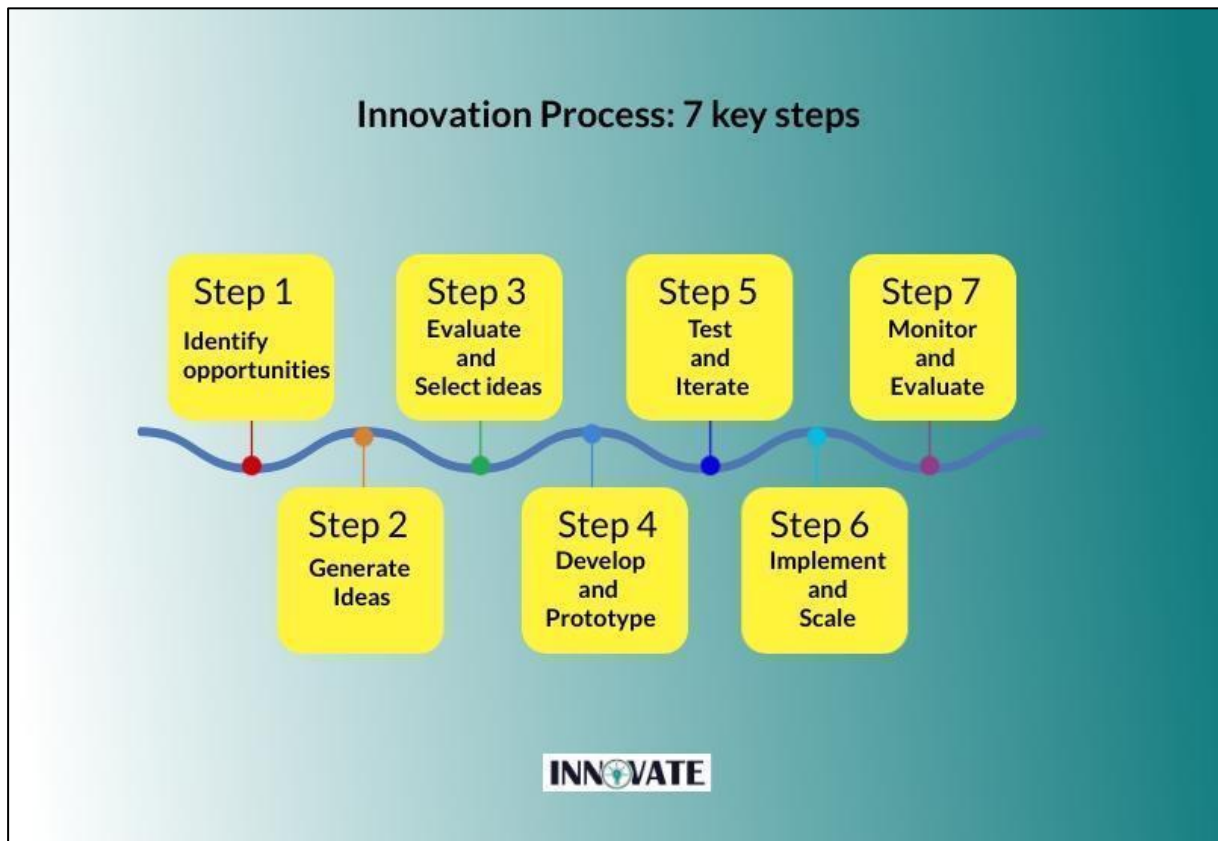 Innovation Process: 7 key steps
Step 1
Identify
opportunities
Step 2
Generate
Ideas
Step 3
Evaluate
and
Select ideas
Step 4
Develop
and
Prototype
Step 5
Test
and
Iterate
Step 6
Implement
and
Scale
Step 7
Monitor
and
Evaluate
INNOVATE